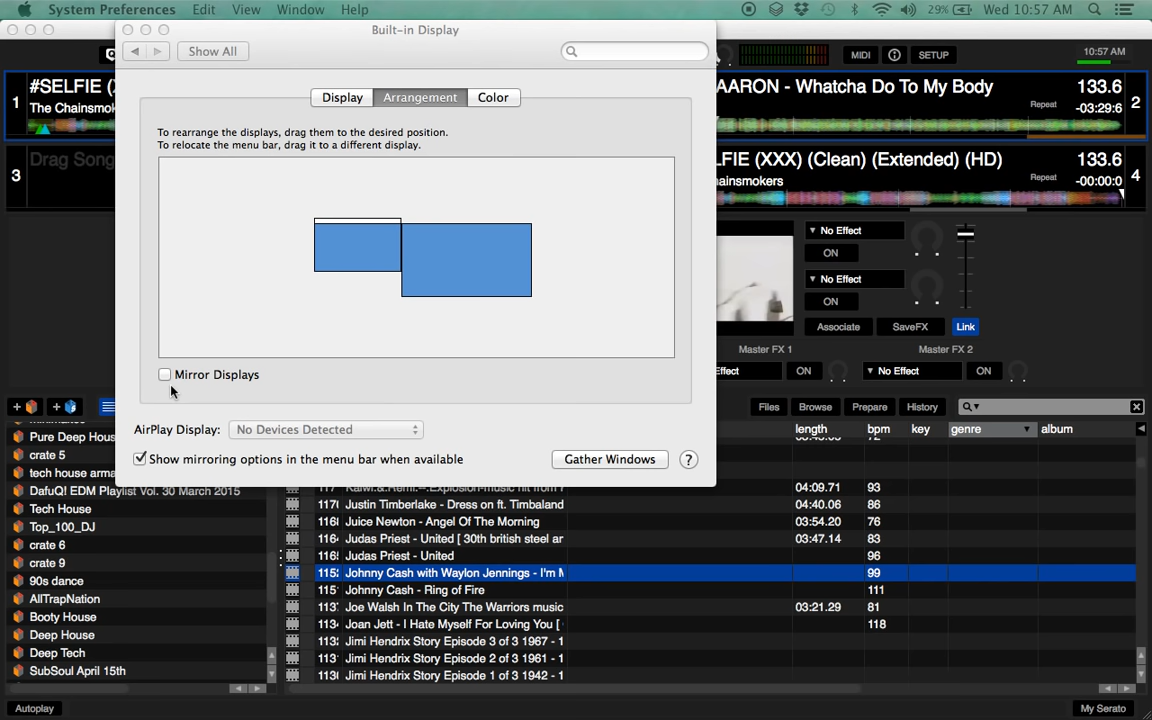 System Preferences Edit View Window Help 29% Wed 10:57 AM
Built-in Display
Show All
MIDI SETUP 10:57 AM
Display Arrangement Color
To rearrange the displays, drag them to the desired position.
To relocate the menu bar, drag it to a different display.
1 #SELFIE (
The Chainsmok
AARON - Whatcha Do To My Body 133.6
Repeat -03:29:6 2
3 Drag Song
LFIE (XXX) (Clean) (Extended) (HD) 133.6
ainsmokers Repeat -00:00:0 4
No Effect
ON
No Effect
ON
Associate SaveFX Link
Master FX 1 Master FX 2
ffect ON No Effect ON
Mirror Displays
AirPlay Display: No Devices Detected
Show mirroring options in the menu bar when available Gather Windows ?
Files Browse Prepare History
length bpm key genre album
Pure Deep Hous
crate 5
tech house arma
DafuQ! EDM Playlist Vol. 30 March 2015
Tech House
Top_100_DJ
crate 6
crate 9
90s dance
AllTrapNation
Booty House
Deep House
Deep Tech
SubSoul April 15th
04:09.71 93
Justin Timberlake - Dress on ft. Timbaland 04:40.06 86
Juice Newton - Angel Of The Morning 03:54.20 76
Judas Priest - United [ 30th british steel ar 03:47.14 83
Judas Priest - United 96
Johnny Cash with Waylon Jennings - I'm 99
Johnny Cash - Ring of Fire 111
Joe Walsh In The City The Warriors music 03:21.29 81
Joan Jett - I Hate Myself For Loving You [ 118
Jimi Hendrix Story Episode 3 of 3 1967 - 1
Jimi Hendrix Story Episode 2 of 3 1961 - 1
Jimi Hendrix Story Episode 1 of 3 1942 - 1
Autoplay My Serato